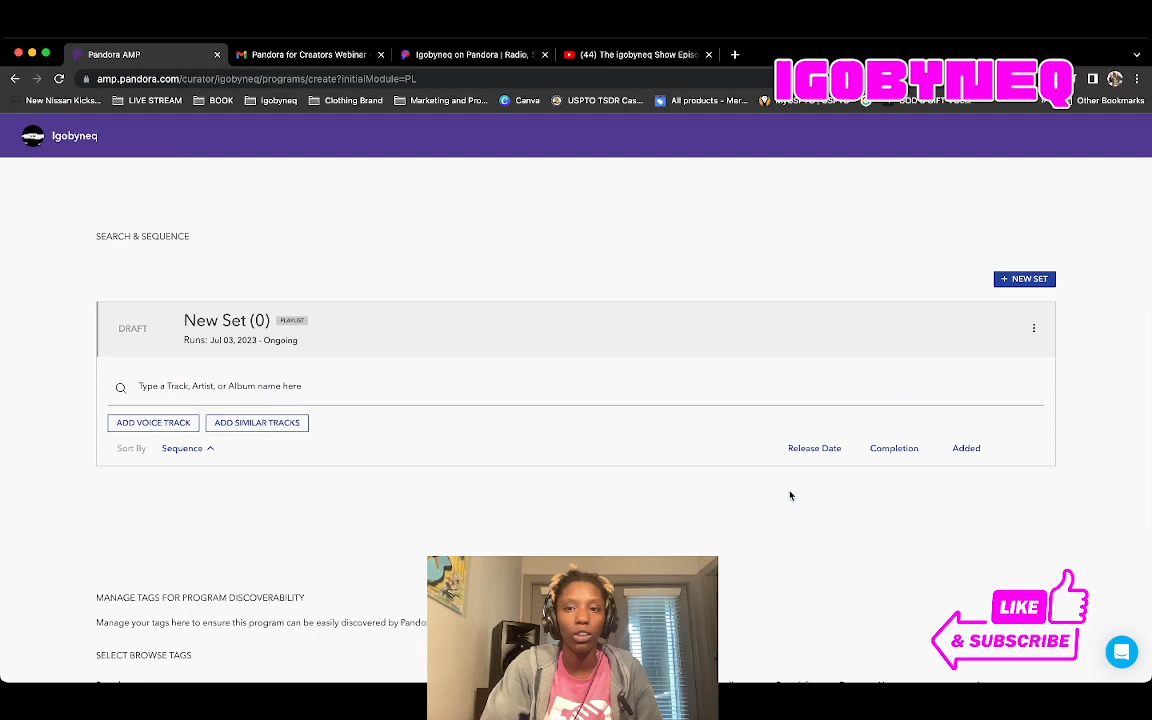 Pandora AMP
Pandora for Creators Webinar
Igobyneq on Pandora | Radio, S
(44) The igobyneq Show Episo
amp.pandora.com/curator/igobyneq/programs/create?initialModule=PL
IGOBYNEQ
New Nissan Kicks...
LIVE STREAM
BOOK
igobyneq
Clothing Brand
Marketing and Pro...
Canva
USPTO TSDR Cas...
All products - Mer...
Other Bookmarks
Igobyneq
SEARCH & SEQUENCE
+ NEW SET
DRAFT
New Set (0) PLAYLIST
Runs: Jul 03, 2023 - Ongoing
Type a Track, Artist, or Album name here
ADD VOICE TRACK
ADD SIMILAR TRACKS
Sort By Sequence
Release Date
Completion
Added
MANAGE TAGS FOR PROGRAM DISCOVERABILITY
Manage your tags here to ensure this program can be easily discovered by Pando
SELECT BROWSE TAGS
LIKE
& SUBSCRIBE